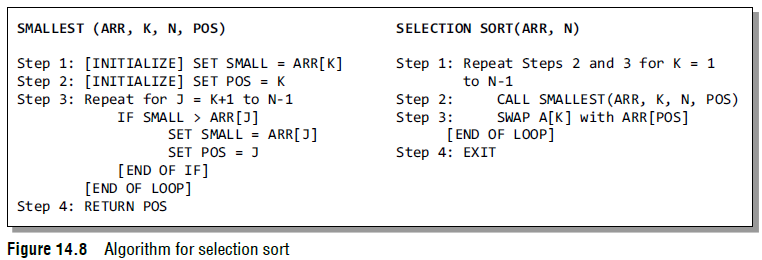 SMALLEST (ARR, K, N, POS)
Step 1: [INITIALIZE] SET SMALL = ARR[K]
Step 2: [INITIALIZE] SET POS = K
Step 3: Repeat for J = K+1 to N-1
IF SMALL > ARR[J]
SET SMALL = ARR[J]
SET POS = J
[END OF IF]
[END OF LOOP]
Step 4: RETURN POS
SELECTION SORT(ARR, N)
Step 1: Repeat Steps 2 and 3 for K = 1
to N-1
Step 2: CALL SMALLEST(ARR, K, N, POS)
Step 3: SWAP A[K] with ARR[POS]
[END OF LOOP]
Step 4: EXIT
Figure 14.8 Algorithm for selection sort